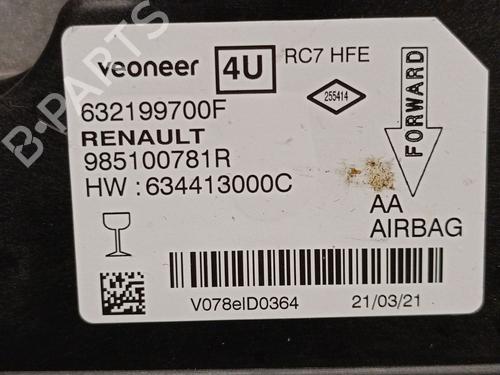 B-PARTS
veoneer 4U RC7 HFE
255414
632199700F
RENAULT
985100781R
HW : 634413000C
FORWARD
AA
AIRBAG
V078eID0364 21/03/21